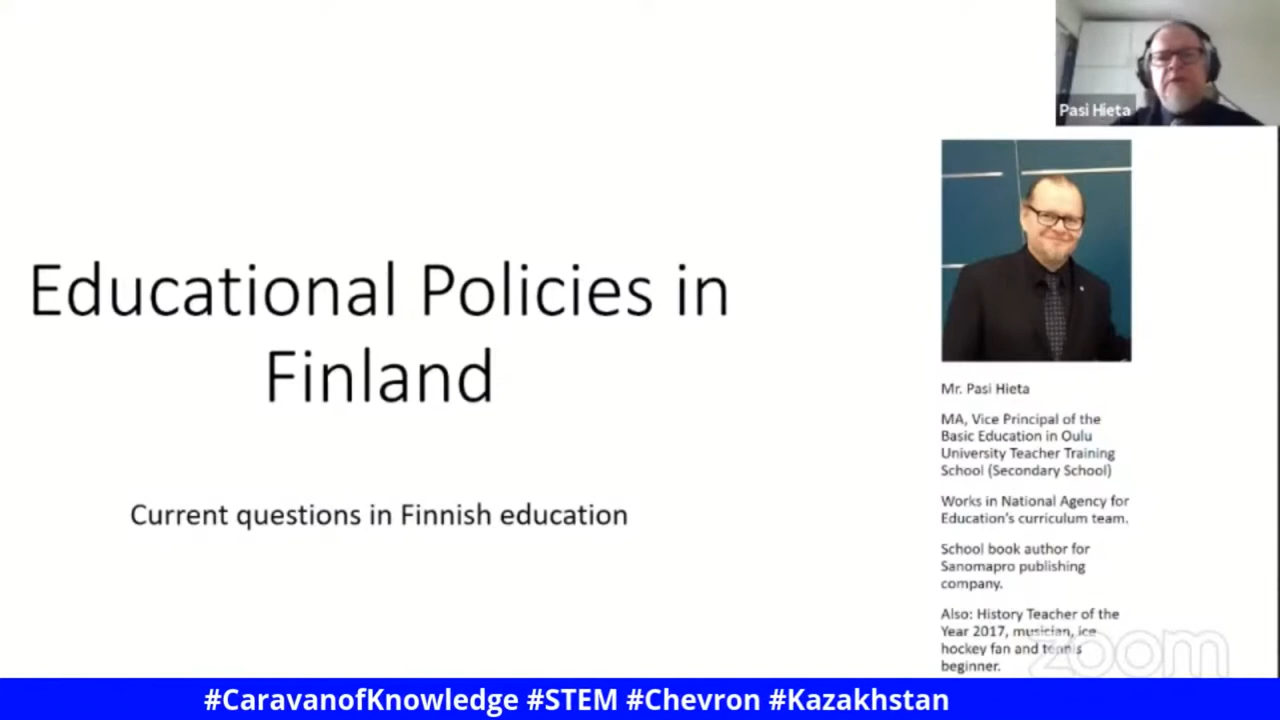 Pasi Hieta
Educational Policies in
Finland
Current questions in Finnish education
Mr. Pasi Hieta
MA, Vice Principal of the
Basic Education in Oulu
University Teacher Training
School (Secondary School)
Works in National Agency for
Education's curriculum team.
School book author for
Sanomapro publishing
company.
Also: History Teacher of the
Year 2017, musician, ice
hockey fan and tennis
beginner.
zoom
#CaravanofKnowledge #STEM #Chevron #Kazakhstan